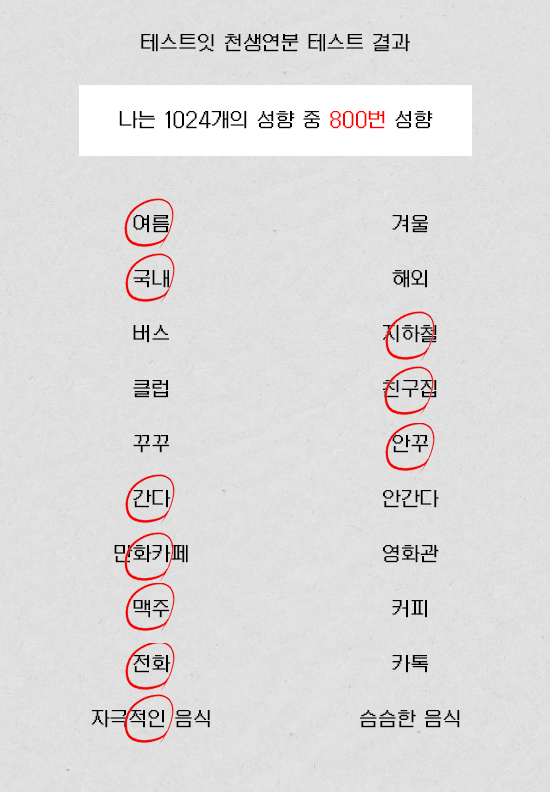 테스트잇 천생연분 테스트 결과
나는 1024개의 성향 중 800번 성향
여름 겨울
국내 해외
버스 지하철
클럽 친구집
꾸꾸 안꾸
간다 안간다
만화카페 영화관
맥주 커피
전화 카톡
자극적인 음식 슴슴한 음식